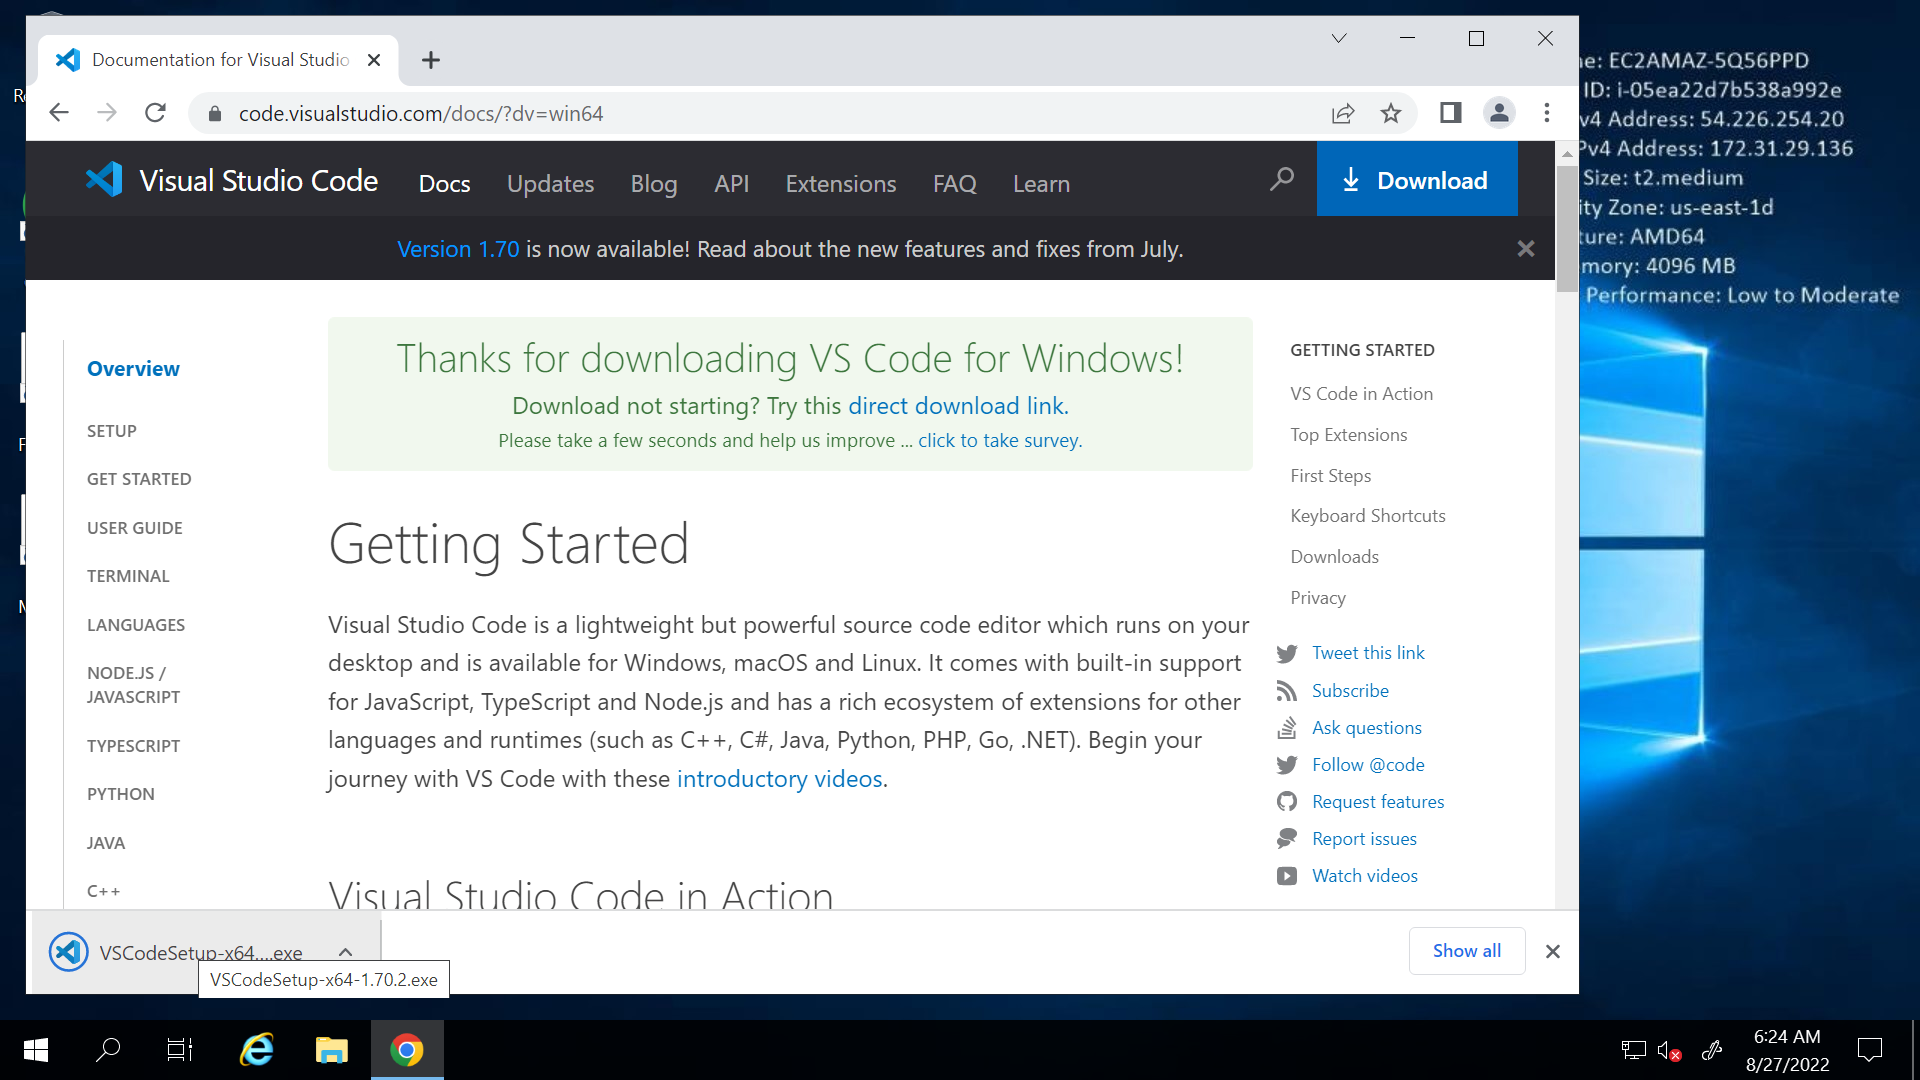 Documentation for Visual Studio
code.visualstudio.com/docs/?dv=win64
Visual Studio Code
Docs
Updates
Blog
API
Extensions
FAQ
Learn
Download
Version 1.70 is now available! Read about the new features and fixes from July.
Overview
SETUP
GET STARTED
USER GUIDE
TERMINAL
LANGUAGES
NODE.JS /
JAVASCRIPT
TYPESCRIPT
PYTHON
JAVA
C++
Thanks for downloading VS Code for Windows!
Download not starting? Try this direct download link.
Please take a few seconds and help us improve ... click to take survey.
Getting Started
Visual Studio Code is a lightweight but powerful source code editor which runs on your
desktop and is available for Windows, macOS and Linux. It comes with built-in support
for JavaScript, TypeScript and Node.js and has a rich ecosystem of extensions for other
languages and runtimes (such as C++, C#, Java, Python, PHP, Go, .NET). Begin your
journey with VS Code with these introductory videos.
Visual Studio Code in Action
GETTING STARTED
VS Code in Action
Top Extensions
First Steps
Keyboard Shortcuts
Downloads
Privacy
Tweet this link
Subscribe
Ask questions
Follow @code
Request features
Report issues
Watch videos
VSCodeSetup-x64....exe
VSCodeSetup-x64-1.70.2.exe
Show all
EC2AMAZ-5Q56PPD
ID: i-05ea22d7b538a992e
Address: 54.226.254.20
Address: 172.31.29.136
Size: t2.medium
Zone: us-east-1d
AMD64
4096 MB
Performance: Low to Moderate
6:24 AM
8/27/2022